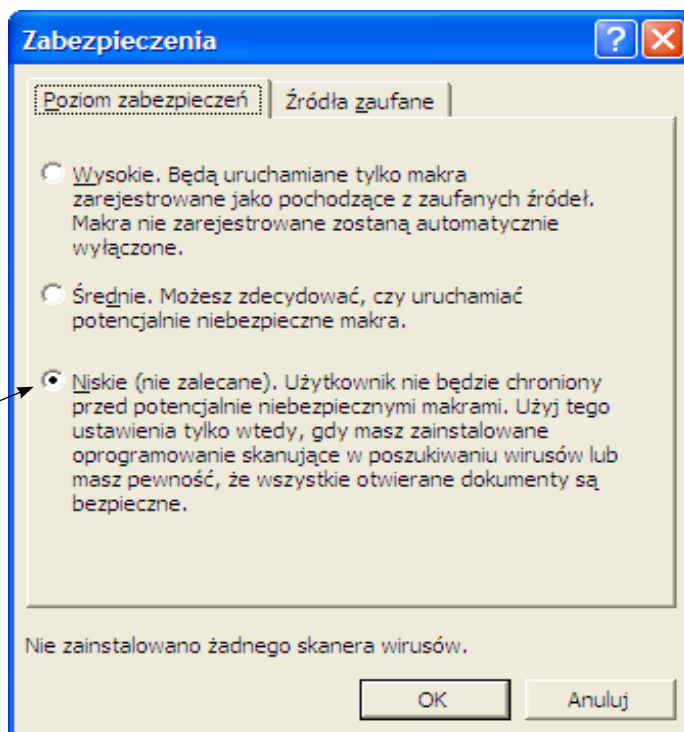 Zabezpieczenia
Poziom zabezpieczeń
Źródła zaufane
Wysokie. Będą uruchamiane tylko makra
zarejestrowane jako pochodzące z zaufanych źródeł.
Makra nie zarejestrowane zostaną automatycznie
wyłączone.
Średnie. Możesz zdecydować, czy uruchamiać
potencjalnie niebezpieczne makra.
Niskie (nie zalecane). Użytkownik nie będzie chroniony
przed potencjalnie niebezpiecznymi makrami. Użyj tego
ustawienia tylko wtedy, gdy masz zainstalowane
oprogramowanie skanujące w poszukiwaniu wirusów lub
masz pewność, że wszystkie otwierane dokumenty są
bezpieczne.
Nie zainstalowano żadnego skanera wirusów.
OK
Anuluj